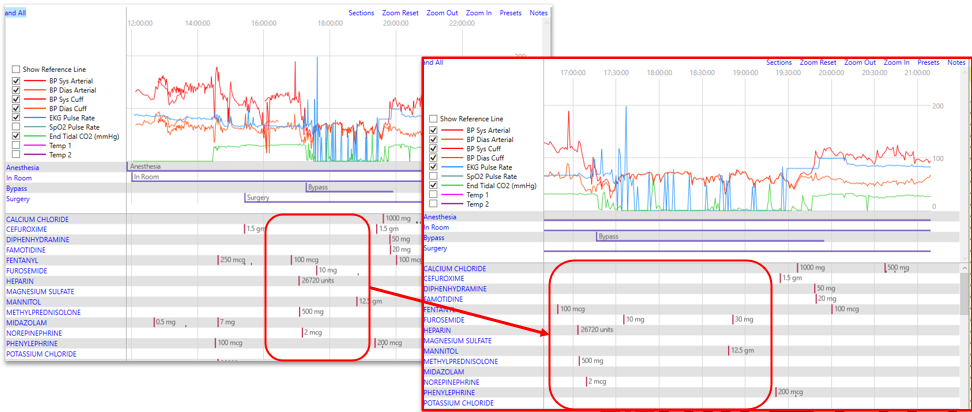 and All
Sections Zoom Reset Zoom Out Zoom In Presets Notes
12:00:00 14:00:00 16:00:00 18:00:00 20:00:00 22:00:00
Show Reference Line
BP Sys Arterial
BP Dias Arterial
BP Sys Cuff
BP Dias Cuff
EKG Pulse Rate
SpO2 Pulse Rate
End Tidal CO2 (mmHg)
Temp 1
Temp 2
Anesthesia Anesthesia
In Room In Room
Bypass Bypass
Surgery Surgery
CALCIUM CHLORIDE 1000 mg
CEFUROXIME 1.5 gm 1.5 gm
DIPHENHYDRAMINE 50 mg
FAMOTIDINE 20 mg
FENTANYL 250 mcg 100 mcg 100 mcg
FUROSEMIDE 10 mg
HEPARIN 26720 units
MAGNESIUM SULFATE
MANNITOL 12.5 gm
METHYLPREDNISOLONE 500 mg
MIDAZOLAM 0.5 mg 7 mg
NOREPINEPHRINE 2 mcg
PHENYLEPHRINE 100 mcg 200 mcg
POTASSIUM CHLORIDE
and All
Sections Zoom Reset Zoom Out Zoom In Presets Notes
17:00:00 17:30:00 18:00:00 18:30:00 19:00:00 19:30:00 20:30:00 21:0:00
200
Show Reference Line
BP Sys Arterial
BP Dias Arterial
BP Sys Cuff
100
BP Dias Cuff
EKG Pulse Rate
SpO2 Pulse Rate
End Tidal CO2 (mmHg)
Temp 1
0
Temp 2
Anesthesia
In Room
Bypass Bypass
Surgery
CALCIUM CHLORIDE 1000 mg 500 mg
CEFUROXIME 1.5 gm
DIPHENHYDRAMINE 50 mg
FAMOTIDINE 20 mg
FENTANYL 100 mcg 100 mcg
FUROSEMIDE 10 mg 30 mg
HEPARIN 26720 units
MAGNESIUM SULFATE
MANNITOL 12.5 gm
METHYLPREDNISOLONE 500 mg
MIDAZOLAM
NOREPINEPHRINE 2 mcg
PHENYLEPHRINE 200 mcg
POTASSIUM CHLORIDE